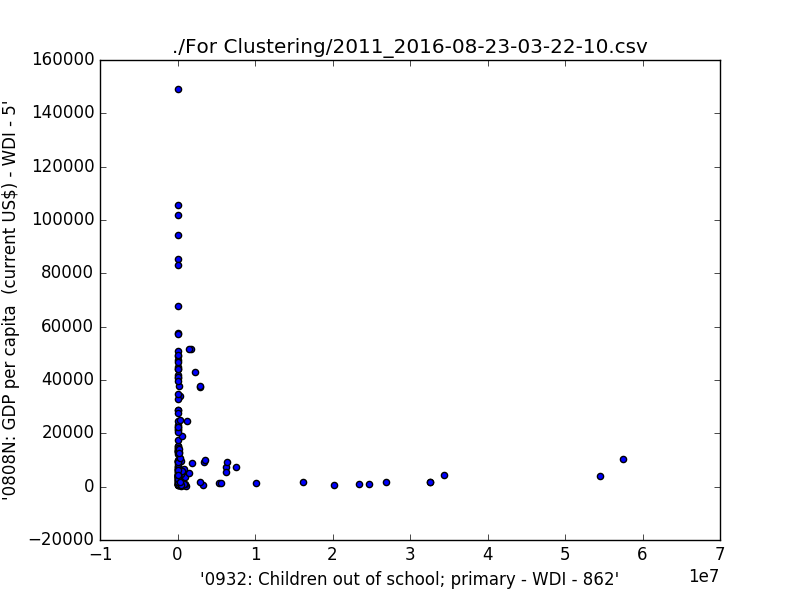 ./For Clustering/2011_2016-08-23-03-22-10.csv
160000
140000
120000
100000
80000
60000
40000
20000
0
−20000
'0808N: GDP per capita  (current US$) - WDI - 5'
−1 0 1 2 3 4 5 6 7
1e7
'0932: Children out of school; primary - WDI - 862'